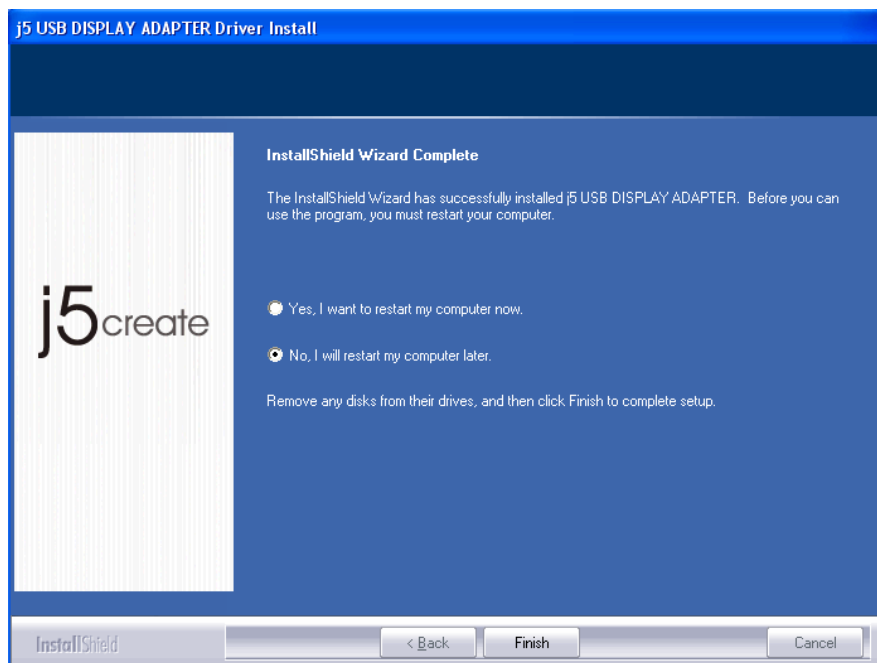 j5 USB DISPLAY ADAPTER Driver Install
InstallShield Wizard Complete
The InstallShield Wizard has successfully installed j5 USB DISPLAY ADAPTER. Before you can
use the program, you must restart your computer.
j5create
Yes, I want to restart my computer now.
No, I will restart my computer later.
Remove any disks from their drives, and then click Finish to complete setup.
InstallShield
< Back
Finish
Cancel